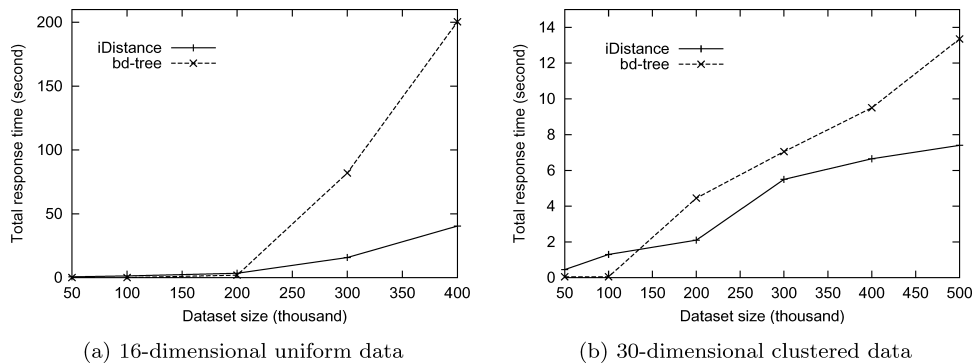 200
150
100
50
0
Total response time (second)
iDistance
bd-tree
50 100 150 200 250 300 350 400
Dataset size (thousand)
(a) 16-dimensional uniform data
14
12
10
8
6
4
2
0
Total response time (second)
iDistance
bd-tree
50 100 150 200 250 300 350 400 450 500
Dataset size (thousand)
(b) 30-dimensional clustered data